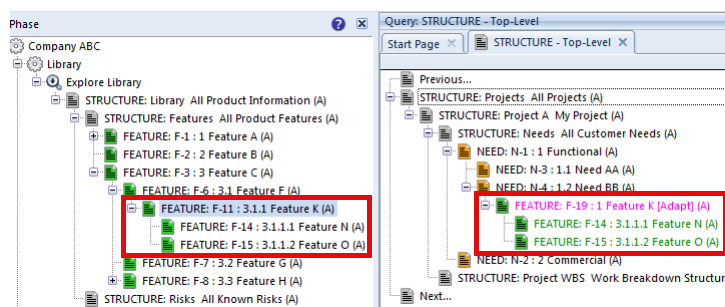 Phase
Company ABC
Library
Explore Library
STRUCTURE: Library All Product Information (A)
STRUCTURE: Features All Product Features (A)
FEATURE: F-1 : 1 Feature A (A)
FEATURE: F-2 : 2 Feature B (A)
FEATURE: F-3 : 3 Feature C (A)
FEATURE: F-6 : 3.1 Feature F (A)
FEATURE: F-11 : 3.1.1 Feature K (A)
FEATURE: F-14 : 3.1.1.1 Feature N (A)
FEATURE: F-15 : 3.1.1.2 Feature O (A)
FEATURE: F-7 : 3.2 Feature G (A)
FEATURE: F-8 : 3.3 Feature H (A)
STRUCTURE: Risks All Known Risks (A)
Query: STRUCTURE - Top-Level
Start Page
STRUCTURE - Top-Level
Previous...
STRUCTURE: Projects All Projects (A)
STRUCTURE: Project A My Project (A)
STRUCTURE: Needs All Customer Needs (A)
NEED: N-1 : 1 Functional (A)
NEED: N-3 : 1.1 Need AA (A)
NEED: N-4 : 1.2 Need BB (A)
FEATURE: F-19 : 1 Feature K [Adapt] (A)
FEATURE: F-14 : 3.1.1.1 Feature N (A)
FEATURE: F-15 : 3.1.1.2 Feature O (A)
NEED: N-2 : 2 Commercial (A)
STRUCTURE: Project WBS Work Breakdown Structur
Next...